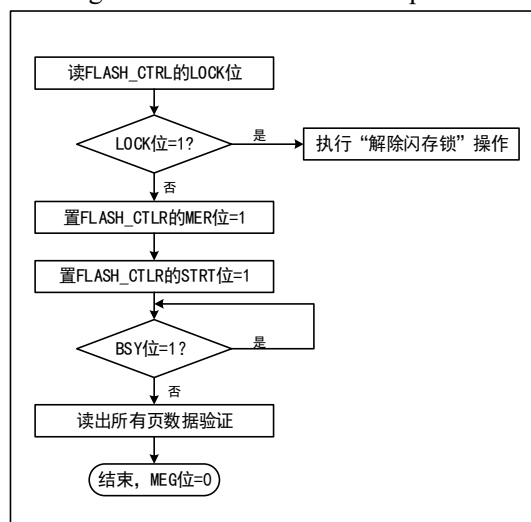 读FLASH_CTRL的LOCK位
LOCK位=1?
是
执行“解除闪存锁”操作
否
置FLASH_CTLR的MER位=1
置FLASH_CTLR的STRT位=1
BSY位=1?
是
否
读出所有页数据验证
结束，MEG位=0